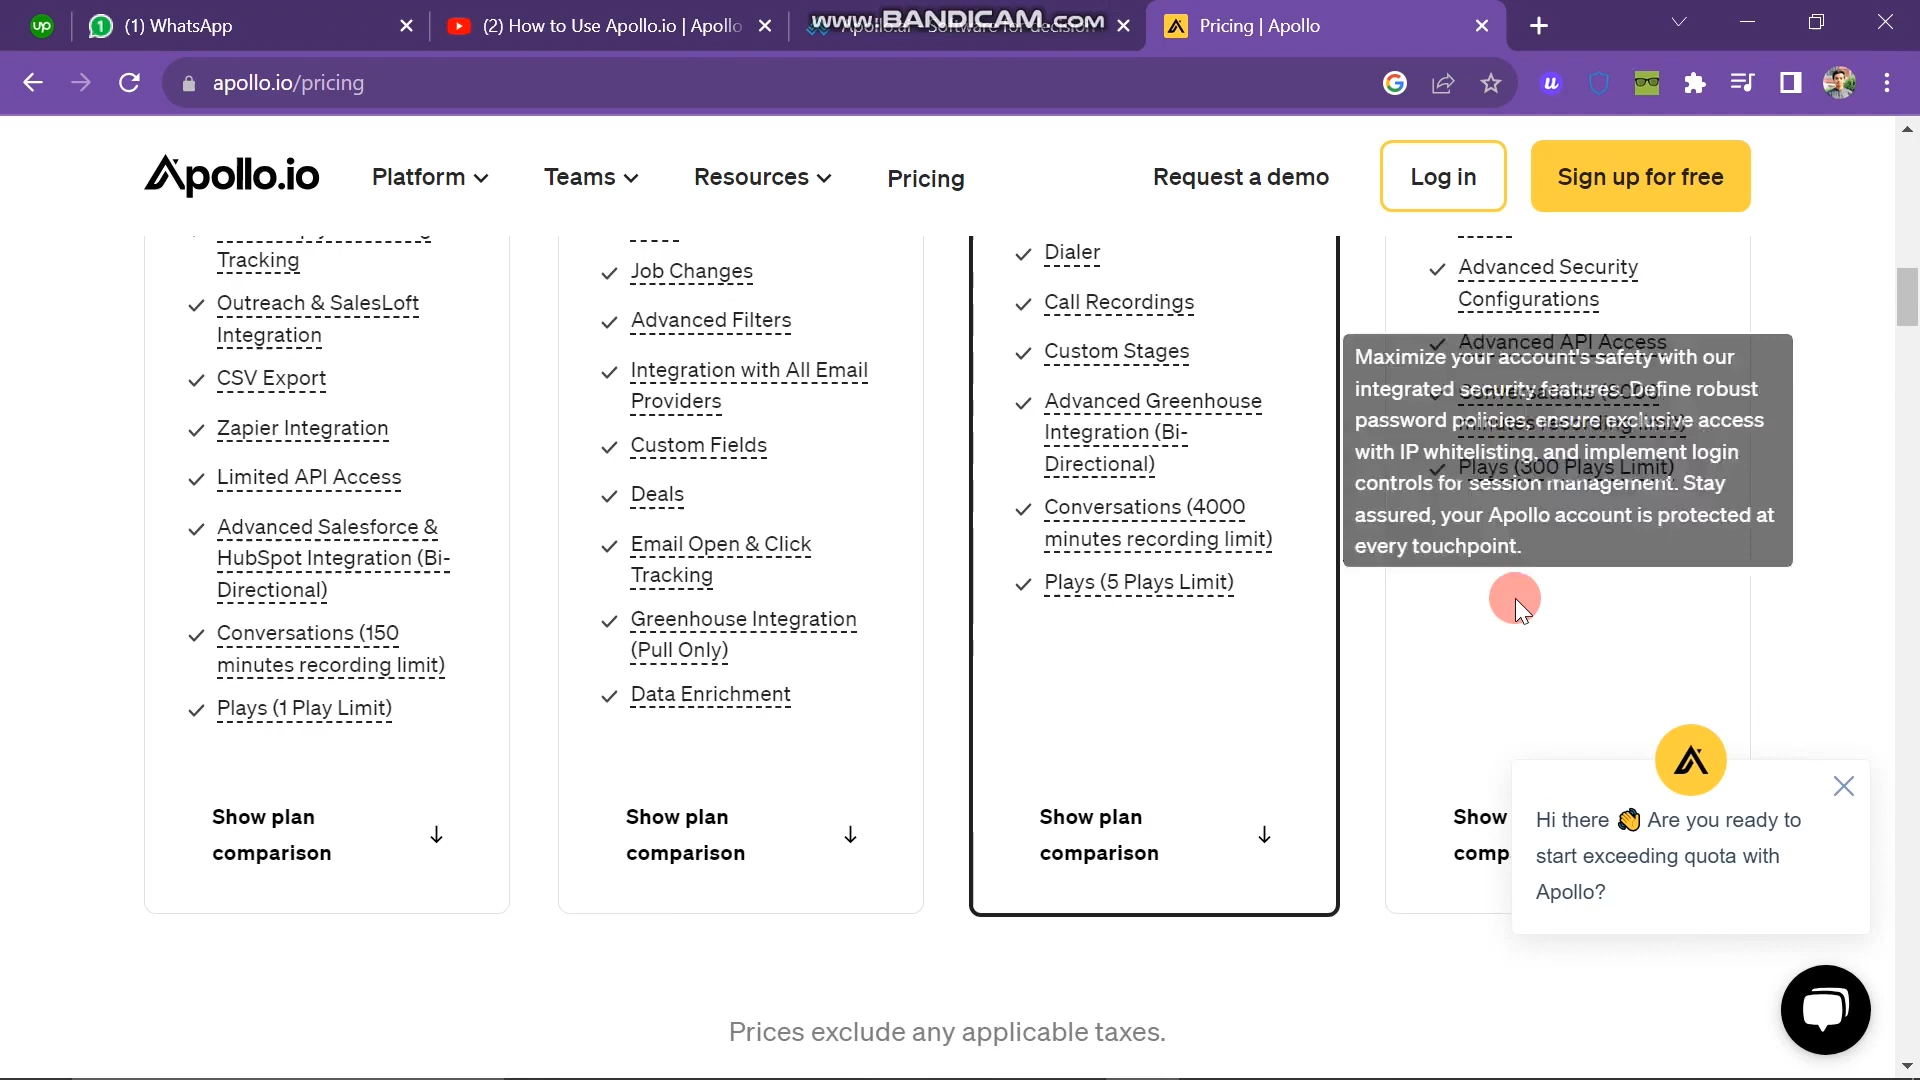 up
(1) WhatsApp
(2) How to Use Apollo.io | Apollo
www.BANDICAM.com
Pricing | Apollo
apollo.io/pricing
Apollo.io
Platform
Teams
Resources
Pricing
Request a demo
Log in
Sign up for free
Tracking
Outreach & SalesLoft
Integration
CSV Export
Zapier Integration
Limited API Access
Advanced Salesforce &
HubSpot Integration (Bi-
Directional)
Conversations (150
minutes recording limit)
Plays (1 Play Limit)
Show plan
comparison
Job Changes
Advanced Filters
Integration with All Email
Providers
Custom Fields
Deals
Email Open & Click
Tracking
Greenhouse Integration
(Pull Only)
Data Enrichment
Show plan
comparison
Dialer
Call Recordings
Custom Stages
Advanced Greenhouse
Integration (Bi-
Directional)
Conversations (4000
minutes recording limit)
Plays (5 Plays Limit)
Show plan
comparison
Advanced Security
Configurations
Advanced API Access
Plays (300 Plays Limit)
Maximize your account's safety with our
integrated security features. Define robust
password policies, ensure exclusive access
with IP whitelisting, and implement login
controls for session management. Stay
assured, your Apollo account is protected at
every touchpoint.
Show
comp
Hi there 👋 Are you ready to
start exceeding quota with
Apollo?
Prices exclude any applicable taxes.